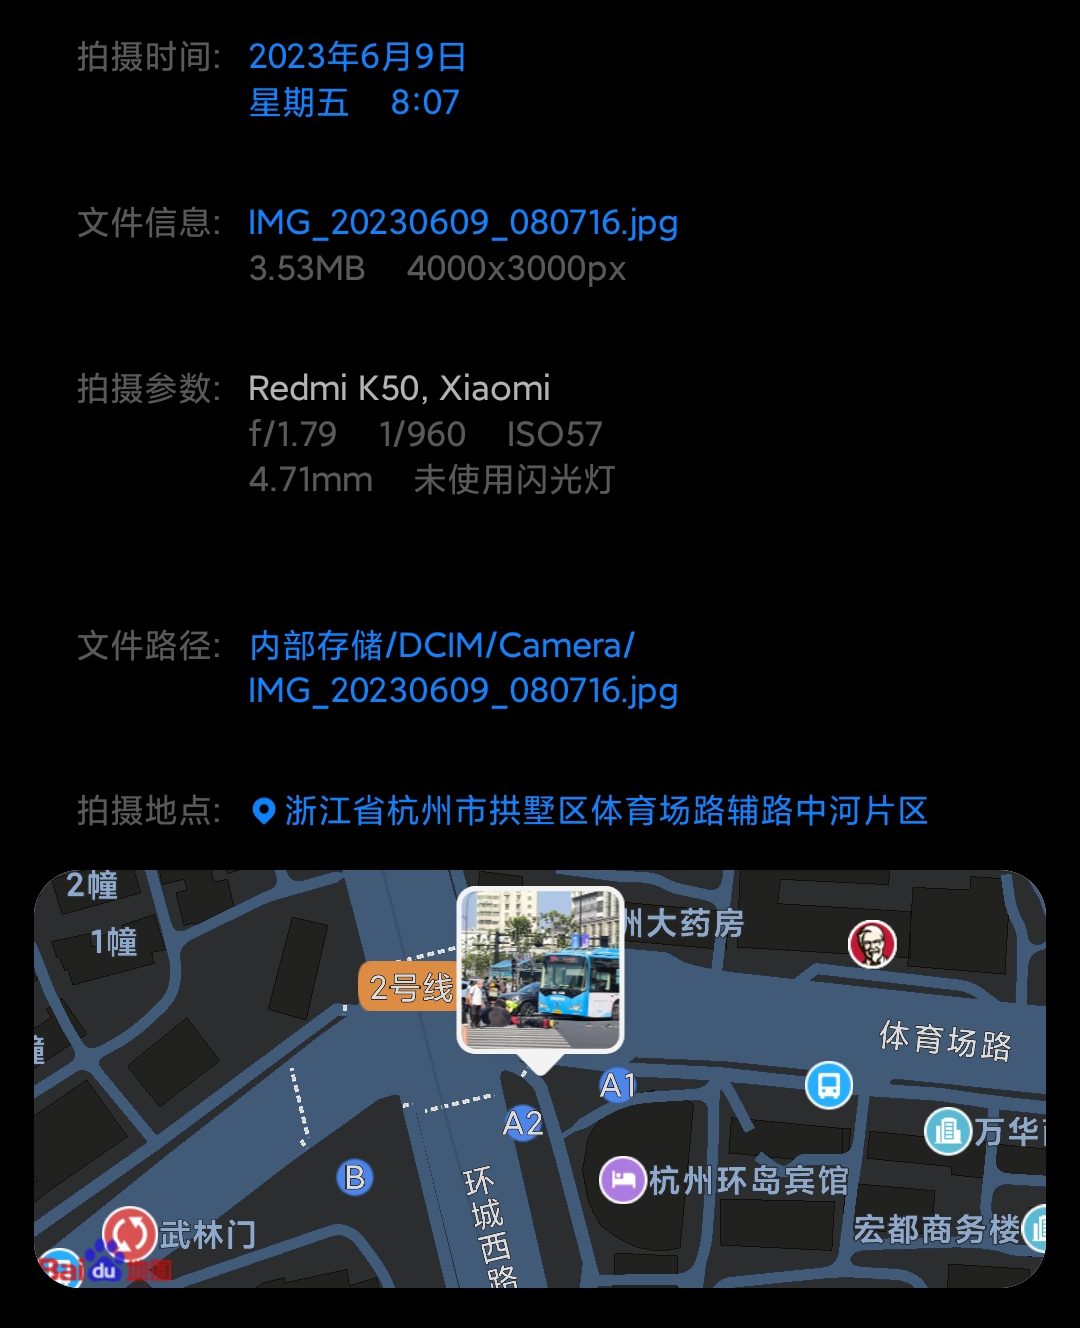 拍摄时间: 2023年6月9日
星期五 8:07
文件信息: IMG_20230609_080716.jpg
3.53MB 4000x3000px
拍摄参数: Redmi K50, Xiaomi
f/1.79 1/960 ISO57
4.71mm 未使用闪光灯
文件路径: 内部存储/DCIM/Camera/
IMG_20230609_080716.jpg
拍摄地点: 浙江省杭州市拱墅区体育场路辅路中河片区
2幢
1幢
州大药房
2号线
幢
体育场路
A1
A2
万华
B
杭州环岛宾馆
环城西路
武林门
宏都商务楼
Bai du 地图